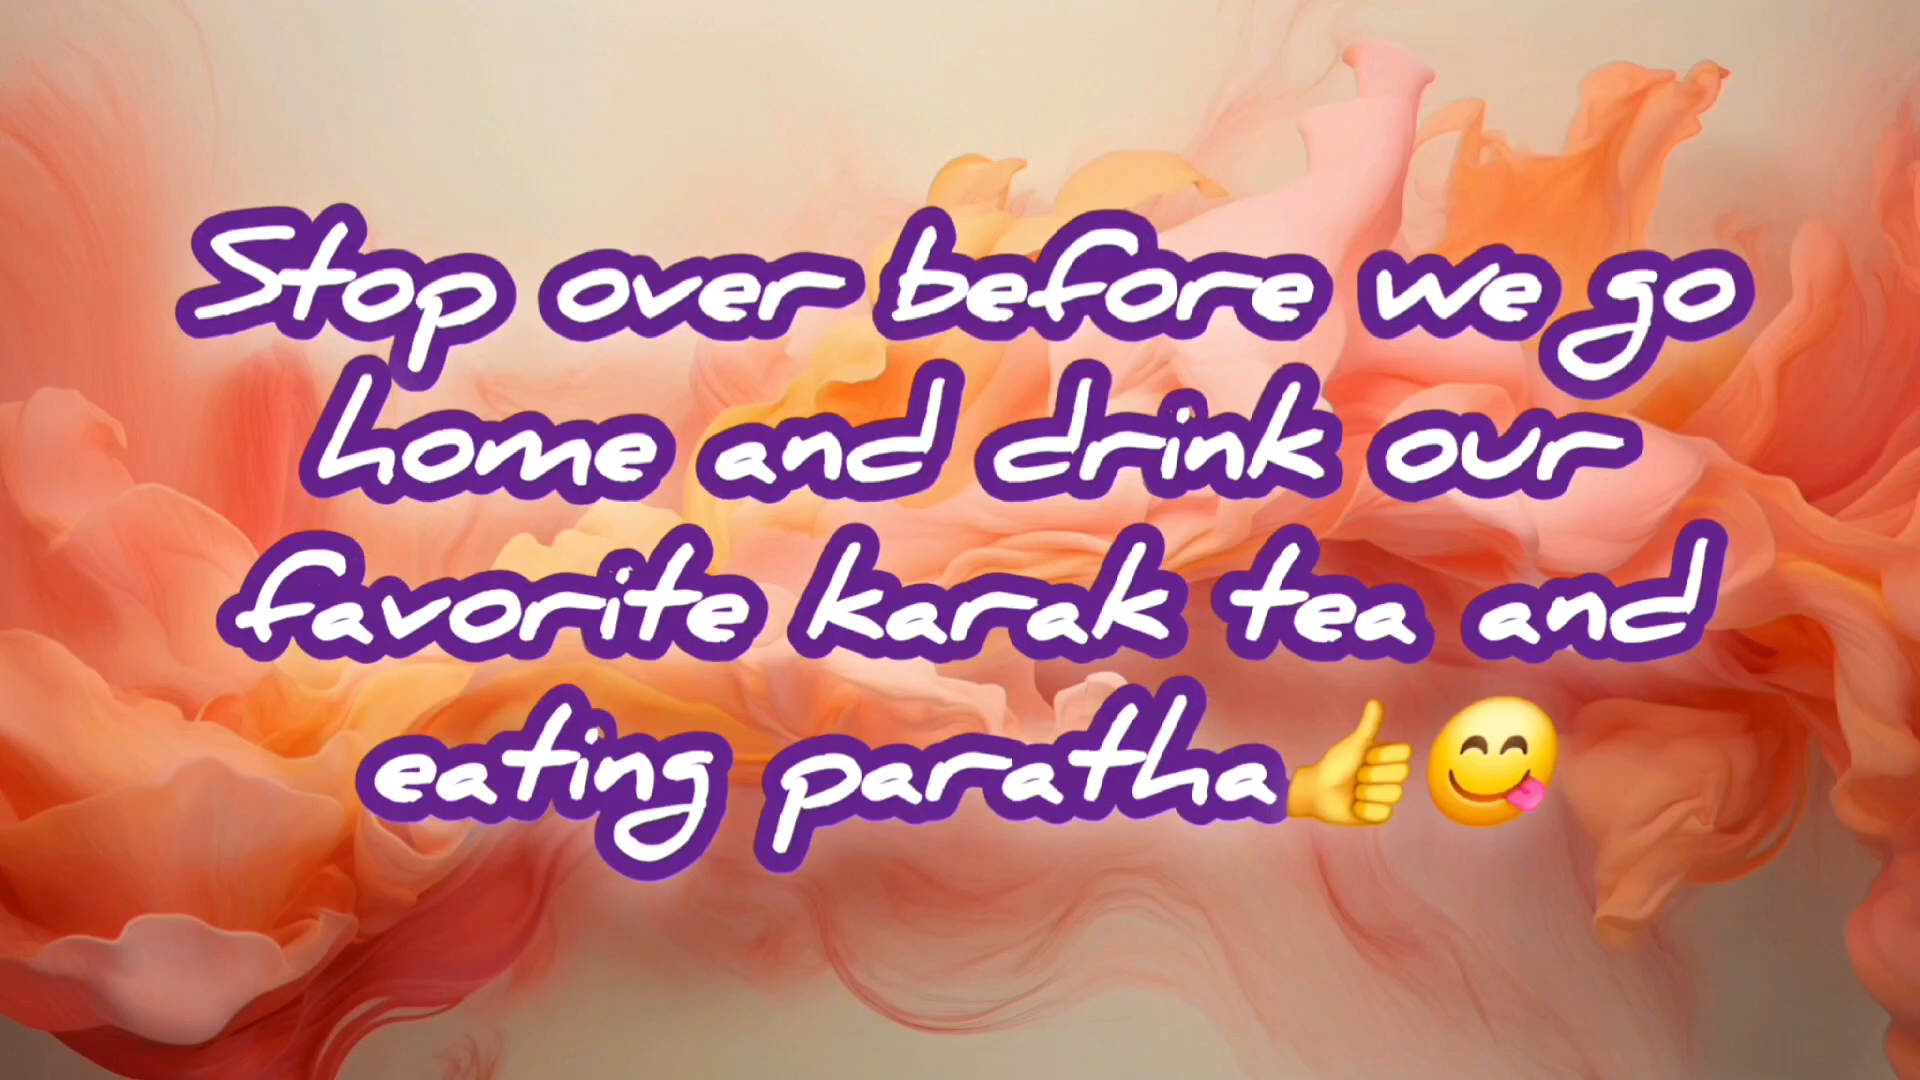 Stop over before we go
home and drink our
favorite karak tea and
eating paratha👍😋